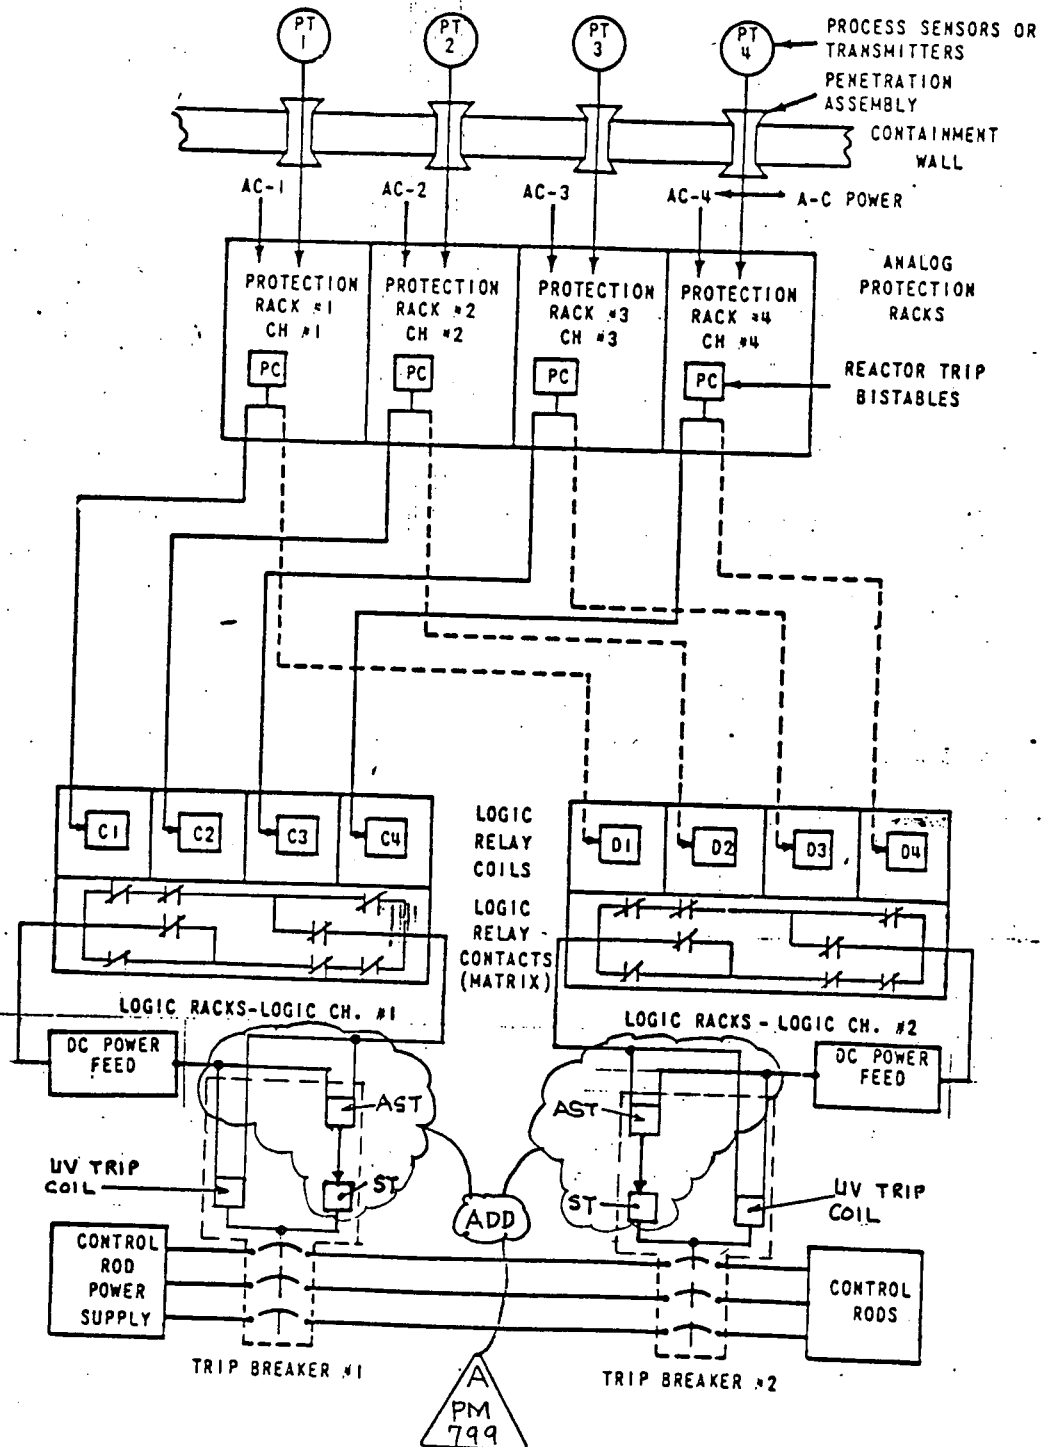 PT
1
PT
2
PT
3
PT
4
PROCESS SENSORS OR
TRANSMITTERS
PENETRATION
ASSEMBLY
CONTAINMENT
WALL
AC-1
AC-2
AC-3
AC-4
A-C POWER
PROTECTION
RACK #1
CH #1
PROTECTION
RACK #2
CH #2
PROTECTION
RACK #3
CH #3
PROTECTION
RACK #4
CH #4
ANALOG
PROTECTION
RACKS
PC
PC
PC
PC
REACTOR TRIP
BISTABLES
C1
C2
C3
C4
LOGIC
RELAY
COILS
D1
D2
D3
D4
LOGIC
RELAY
CONTACTS
(MATRIX)
LOGIC RACKS-LOGIC CH. #1
LOGIC RACKS - LOGIC CH. #2
DC POWER
FEED
DC POWER
FEED
AST
AST
UV TRIP
COIL
ST
ADD
ST
UV TRIP
COIL
CONTROL
ROD
POWER
SUPPLY
CONTROL
RODS
TRIP BREAKER #1
TRIP BREAKER #2
A
PM
799